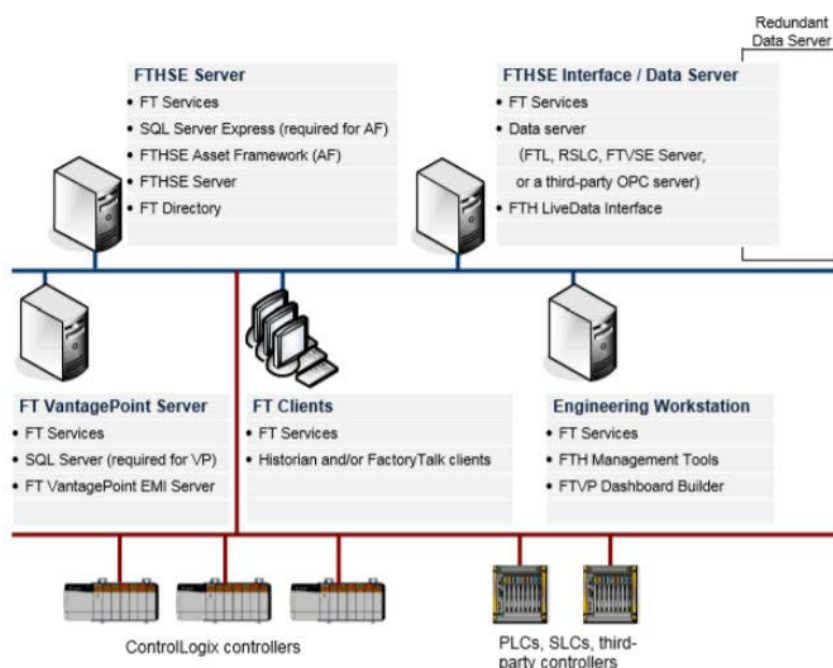 Redundant
Data Server
FTHSE Server
• FT Services
• SQL Server Express (required for AF)
• FTHSE Asset Framework (AF)
• FTHSE Server
• FT Directory
FTHSE Interface / Data Server
• FT Services
• Data server
(FTL, RSLC, FTVSE Server,
or a third-party OPC server)
• FTH LiveData Interface
FT VantagePoint Server
• FT Services
• SQL Server (required for VP)
• FT VantagePoint EMI Server
FT Clients
• FT Services
• Historian and/or FactoryTalk clients
Engineering Workstation
• FT Services
• FTH Management Tools
• FTVP Dashboard Builder
ControlLogix controllers
PLCs, SLCs, third-
party controllers